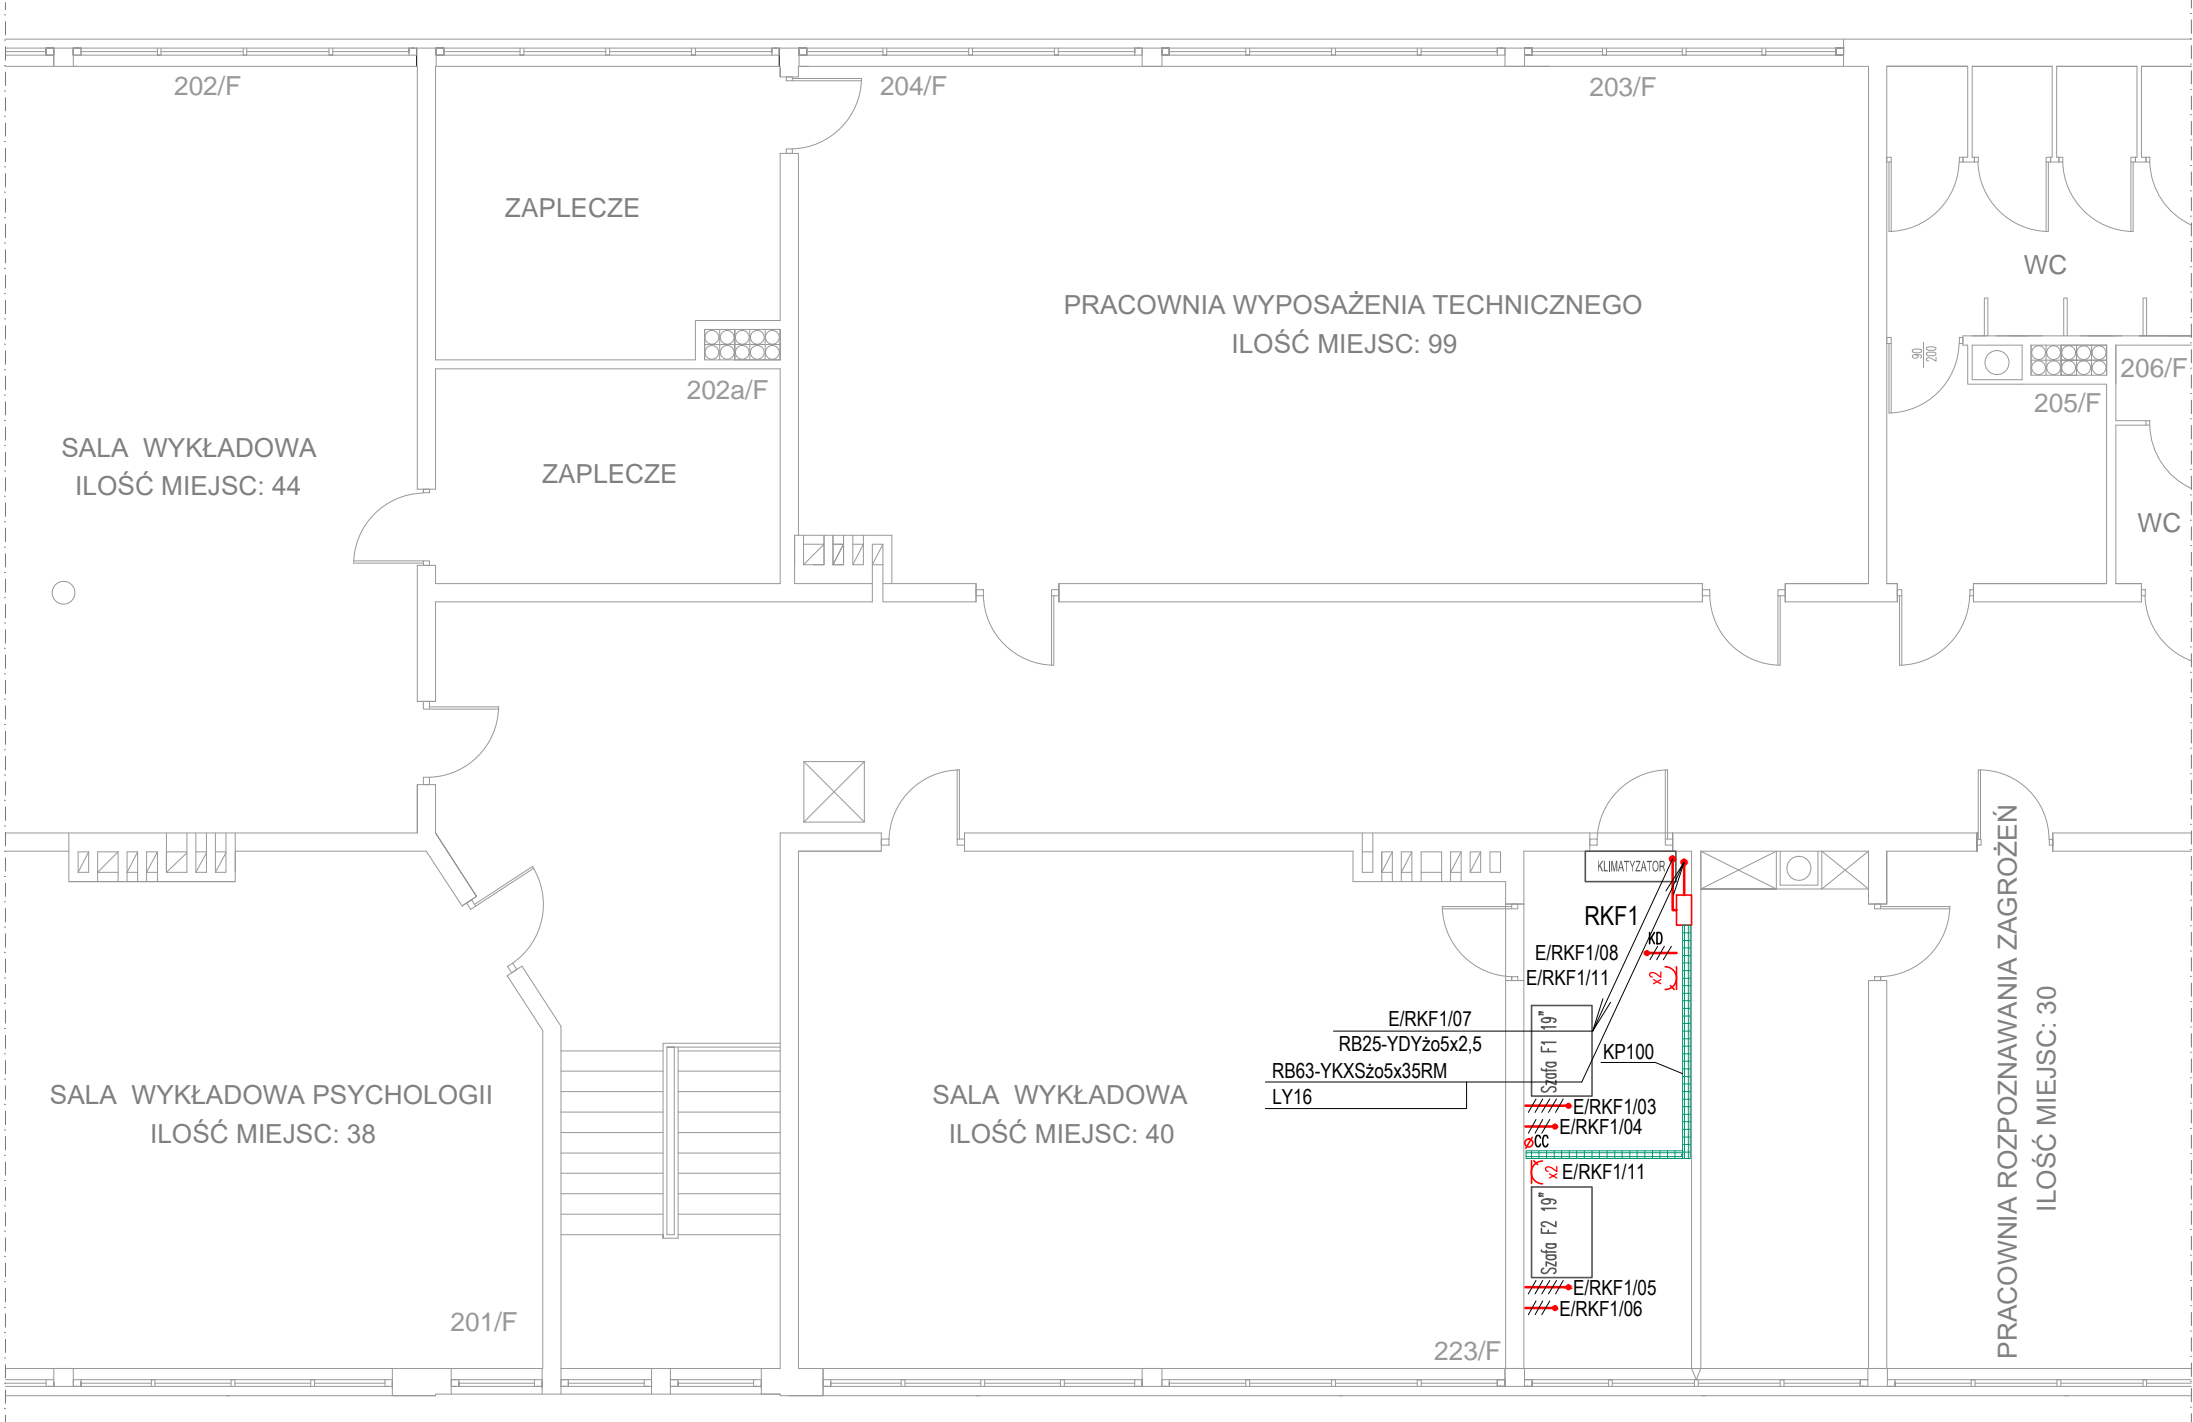 202/F
204/F
203/F
ZAPLECZE
WC
PRACOWNIA WYPOSAŻENIA TECHNICZNEGO
ILOŚĆ MIEJSC: 99
90
200
206/F
202a/F
205/F
SALA WYKŁADOWA
ILOŚĆ MIEJSC: 44
ZAPLECZE
WC
KLIMATYZATOR
RKF1
KD
E/RKF1/08
E/RKF1/11
x2
E/RKF1/07
RB25-YDYżo5x2,5
RB63-YKXSżo5x35RM
LY16
Szafa F1 19"
KP100
E/RKF1/03
E/RKF1/04
CC
x2
E/RKF1/11
Szafa F2 19"
E/RKF1/05
E/RKF1/06
SALA WYKŁADOWA PSYCHOLOGII
ILOŚĆ MIEJSC: 38
SALA WYKŁADOWA
ILOŚĆ MIEJSC: 40
PRACOWNIA ROZPOZNAWANIA ZAGROŻEŃ
ILOŚĆ MIEJSC: 30
201/F
223/F